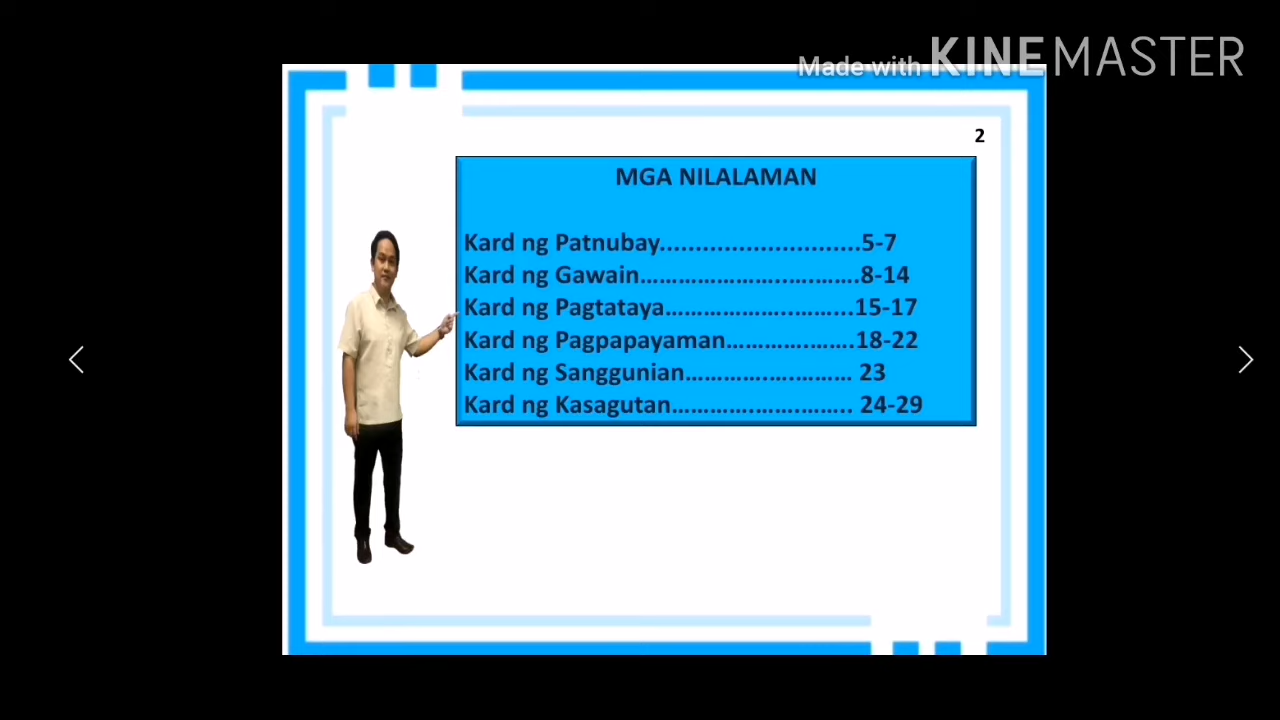 Made with KINEMASTER
2
MGA NILALAMAN
Kard ng Patnubay............................5-7
Kard ng Gawain………………..…..……8-14
Kard ng Pagtataya……………..……...15-17
Kard ng Pagpapayaman………….…….18-22
Kard ng Sanggunian………….…..……… 23
Kard ng Kasagutan………….…….…….. 24-29